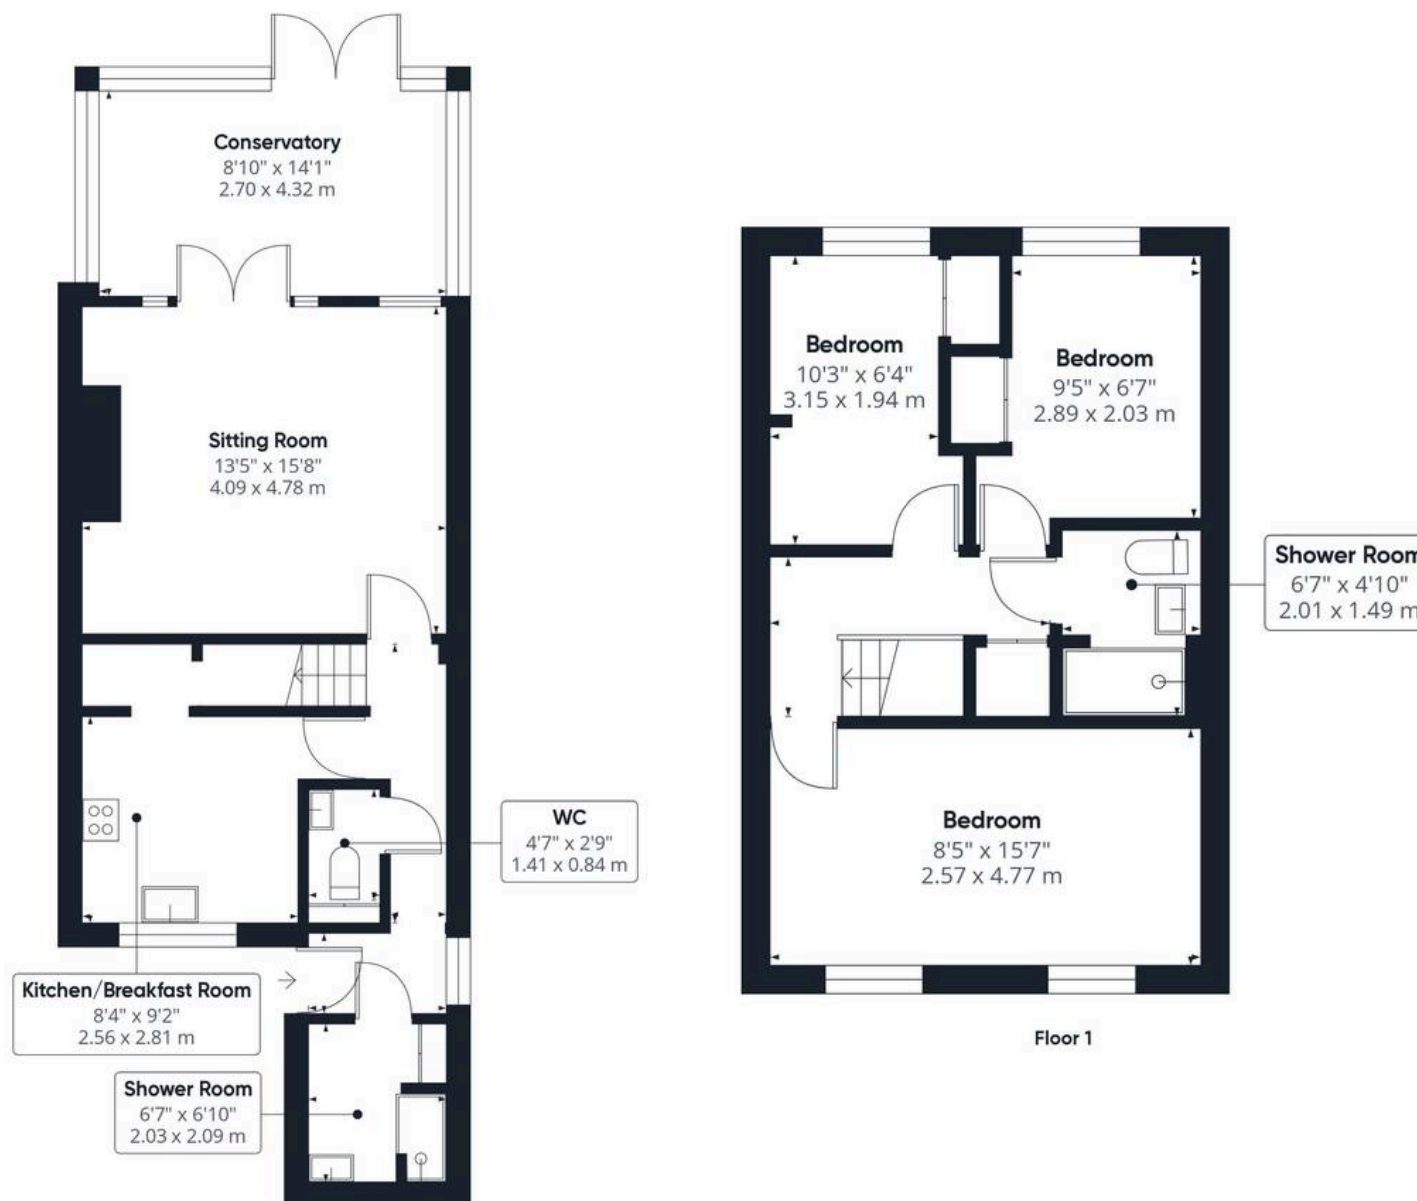 Conservatory
8'10" x 14'1"
2.70 x 4.32 m
Sitting Room
13'5" x 15'8"
4.09 x 4.78 m
WC
4'7" x 2'9"
1.41 x 0.84 m
Kitchen/Breakfast Room
8'4" x 9'2"
2.56 x 2.81 m
Shower Room
6'7" x 6'10"
2.03 x 2.09 m
Bedroom
10'3" x 6'4"
3.15 x 1.94 m
Bedroom
9'5" x 6'7"
2.89 x 2.03 m
Shower Room
6'7" x 4'10"
2.01 x 1.49 m
Bedroom
8'5" x 15'7"
2.57 x 4.77 m
Floor 1